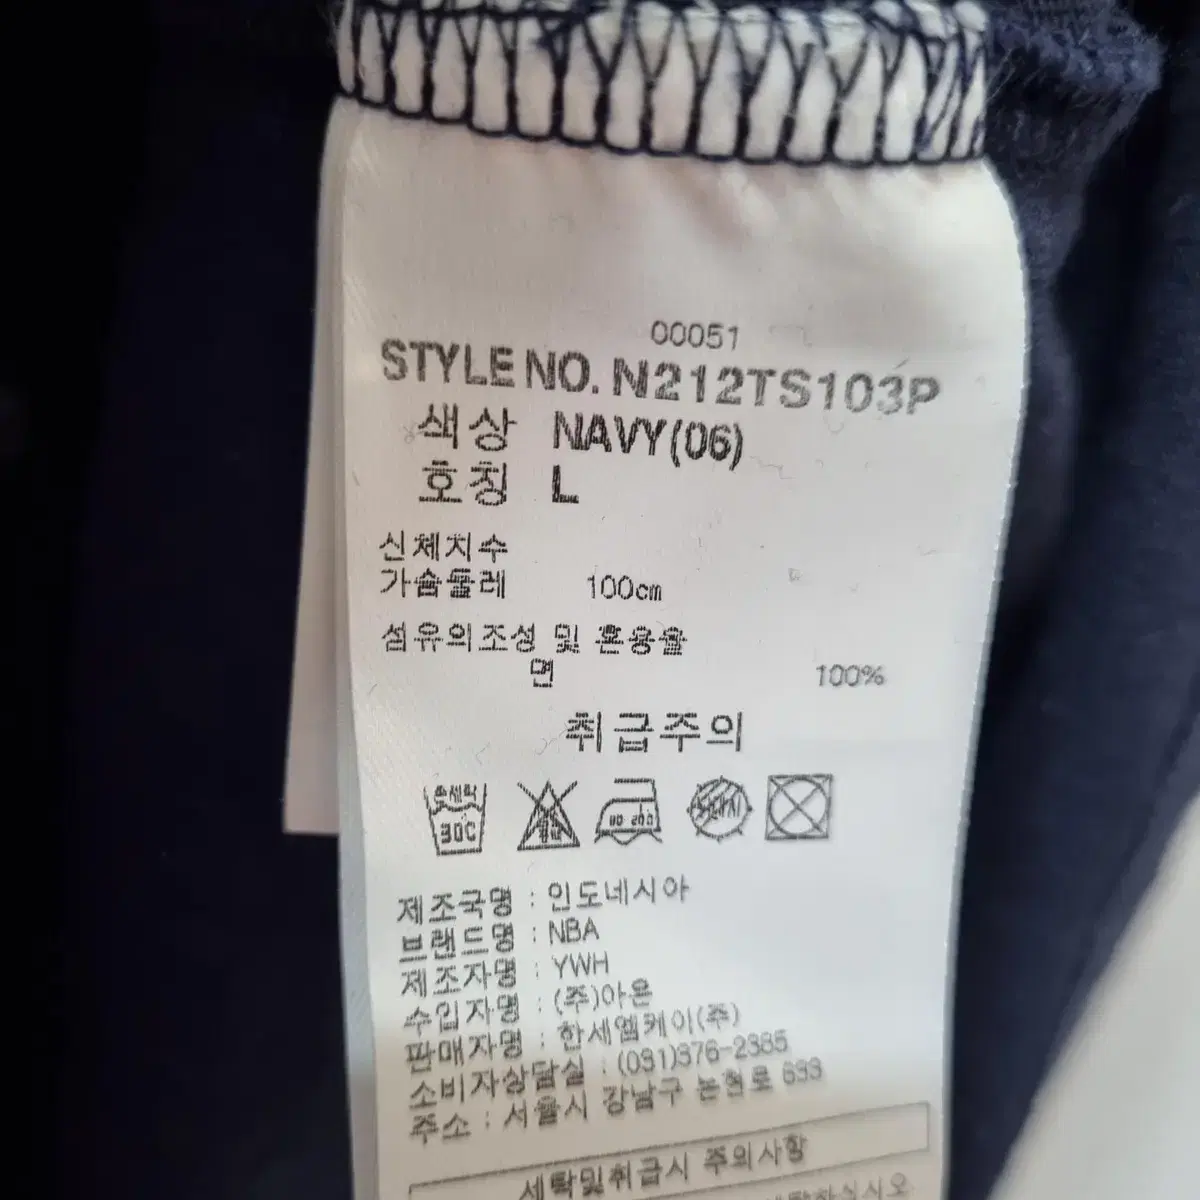 00051
STYLE NO. N212TS103P
색상 NAVY(06)
호칭 L
신체치수
가슴둘레 100cm
섬유의조성 및 혼용율
면 100%
취급주의
손세탁
30C
제조국명 : 인도네시아
브랜드명 : NBA
제조자명 : YWH
수입자명 : (주)아온
판매자명 : 한세엠케이(주)
소비자상담실 : (031)376-2385
주소 : 서울시 강남구 논현로 633
세탁및취급시 주의사항